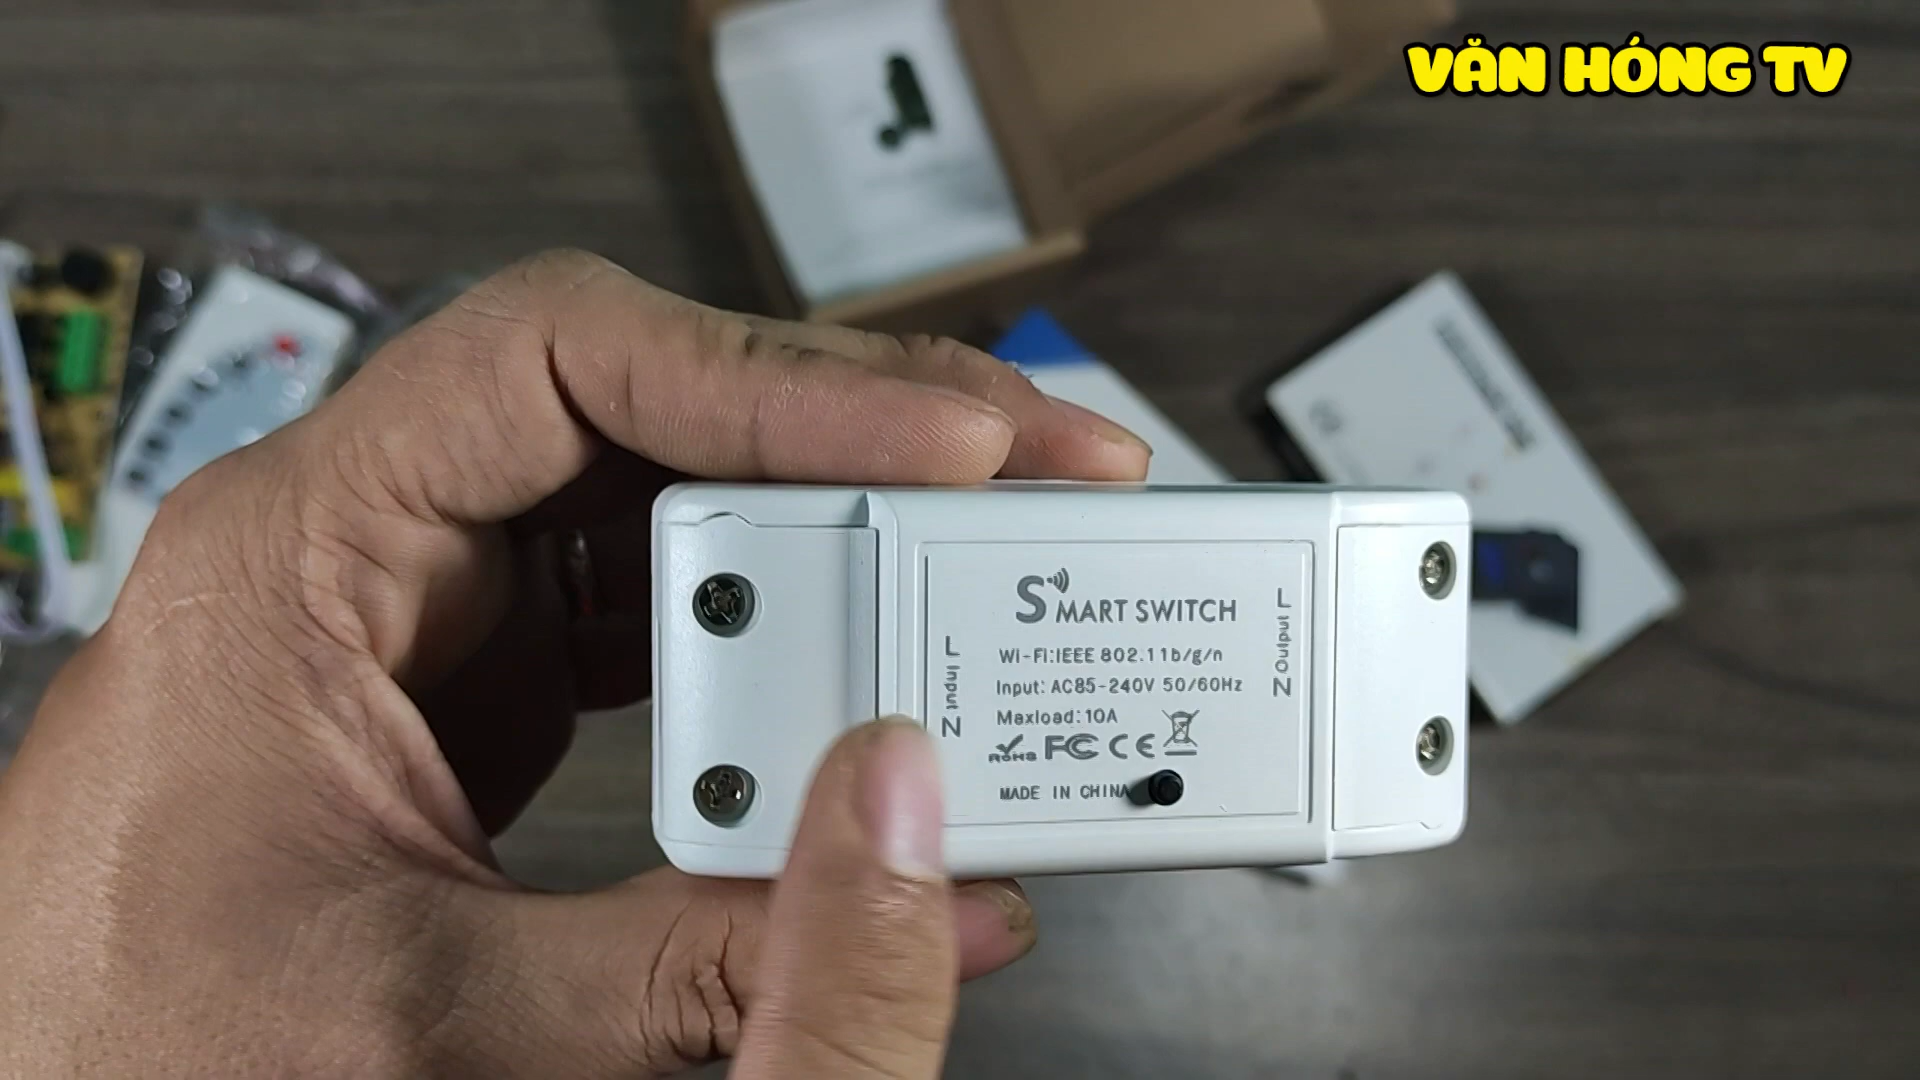 VĂN HÓNG TV
SMART SWITCH
Wi-Fi:IEEE 802.11b/g/n
Input: AC85-240V 50/60Hz
Maxload:10A
RoHS FC CE
MADE IN CHINA
L Input N
N Output L